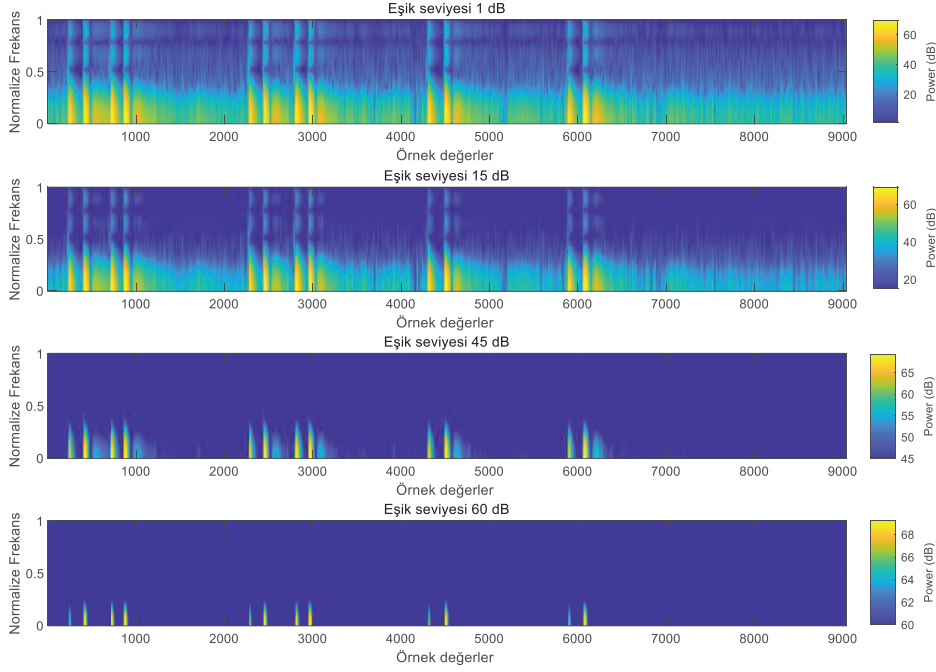 Eşik seviyesi 1 dB
Normalize Frekans
1
0.5
0
1000 2000 3000 4000 5000 6000 7000 8000 9000
Örnek değerler
60
40
20
Power (dB)
Eşik seviyesi 15 dB
Normalize Frekans
1
0.5
0
1000 2000 3000 4000 5000 6000 7000 8000 9000
Örnek değerler
60
40
20
Power (dB)
Eşik seviyesi 45 dB
Normalize Frekans
1
0.5
0
1000 2000 3000 4000 5000 6000 7000 8000 9000
Örnek değerler
65
60
55
50
45
Power (dB)
Eşik seviyesi 60 dB
Normalize Frekans
1
0.5
0
1000 2000 3000 4000 5000 6000 7000 8000 9000
Örnek değerler
68
66
64
62
60
Power (dB)